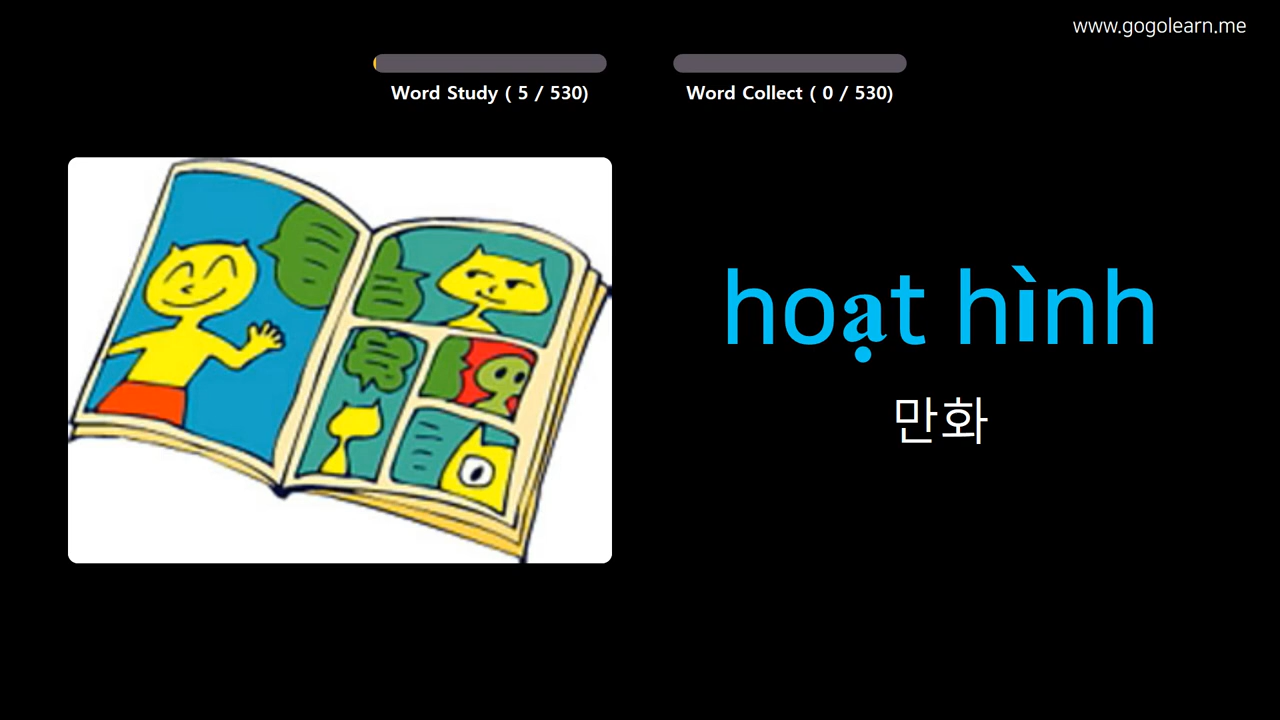 www.gogolearn.me
Word Study ( 5 / 530)
Word Collect ( 0 / 530)
hoạt hình
만화